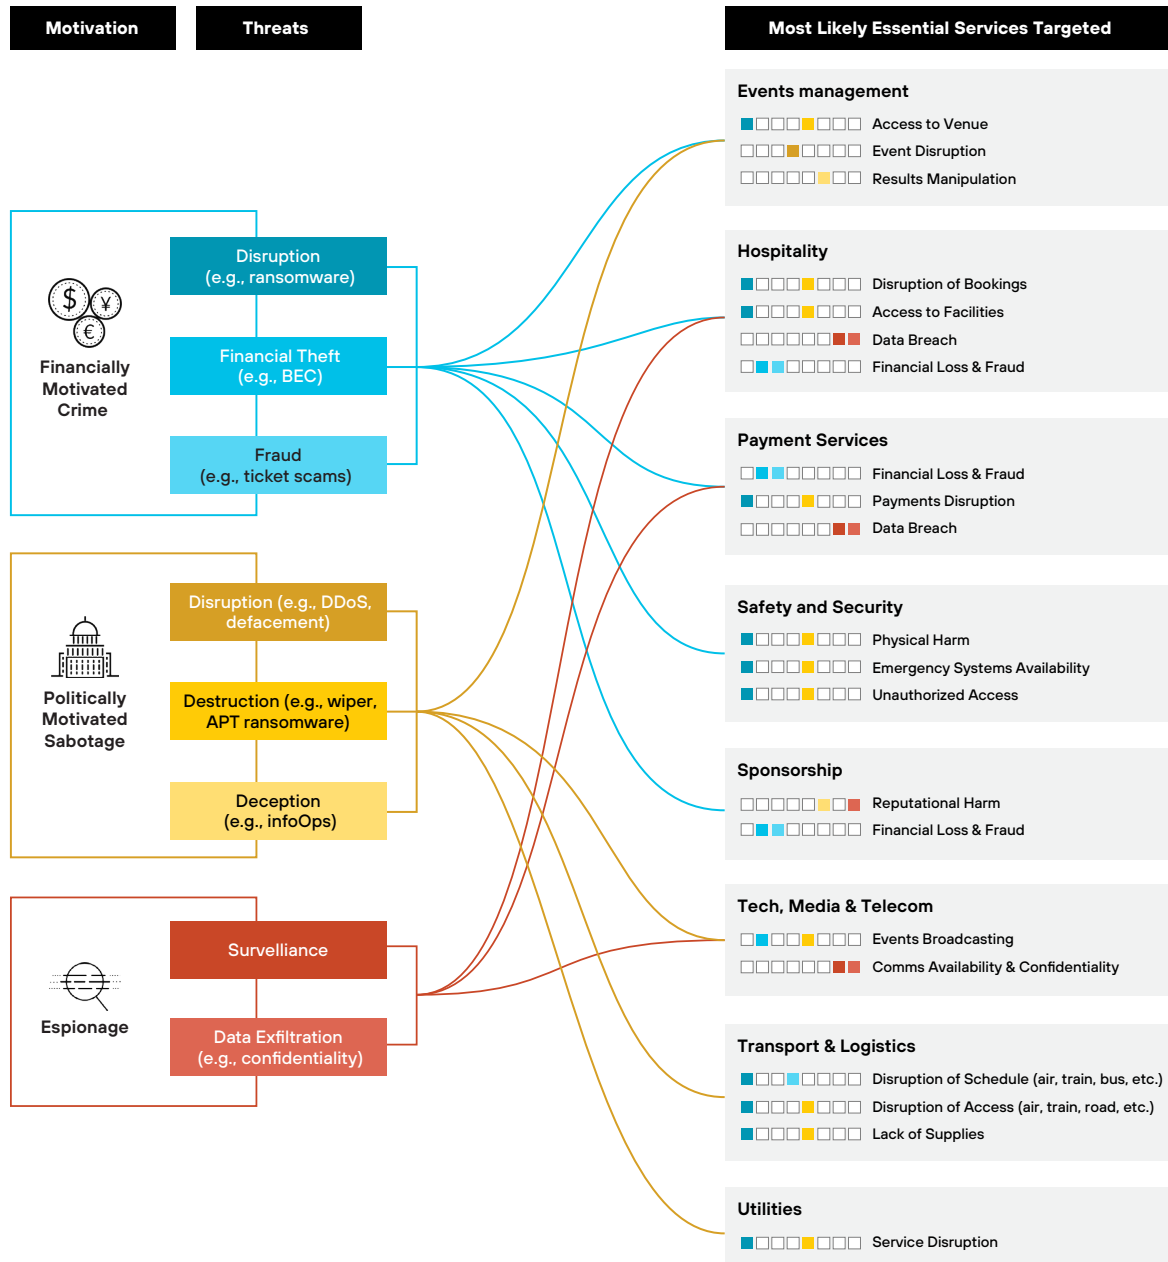 Motivation
Threats
Most Likely Essential Services Targeted
Financially
Motivated
Crime
$
¥
€
Disruption
(e.g., ransomware)
Financial Theft
(e.g., BEC)
Fraud
(e.g., ticket scams)
Politically
Motivated
Sabotage
Disruption (e.g., DDoS,
defacement)
Destruction (e.g., wiper,
APT ransomware)
Deception
(e.g., infoOps)
Espionage
Survelliance
Data Exfiltration
(e.g., confidentiality)
Events management
Access to Venue
Event Disruption
Results Manipulation
Hospitality
Disruption of Bookings
Access to Facilities
Data Breach
Financial Loss & Fraud
Payment Services
Financial Loss & Fraud
Payments Disruption
Data Breach
Safety and Security
Physical Harm
Emergency Systems Availability
Unauthorized Access
Sponsorship
Reputational Harm
Financial Loss & Fraud
Tech, Media & Telecom
Events Broadcasting
Comms Availability & Confidentiality
Transport & Logistics
Disruption of Schedule (air, train, bus, etc.)
Disruption of Access (air, train, road, etc.)
Lack of Supplies
Utilities
Service Disruption